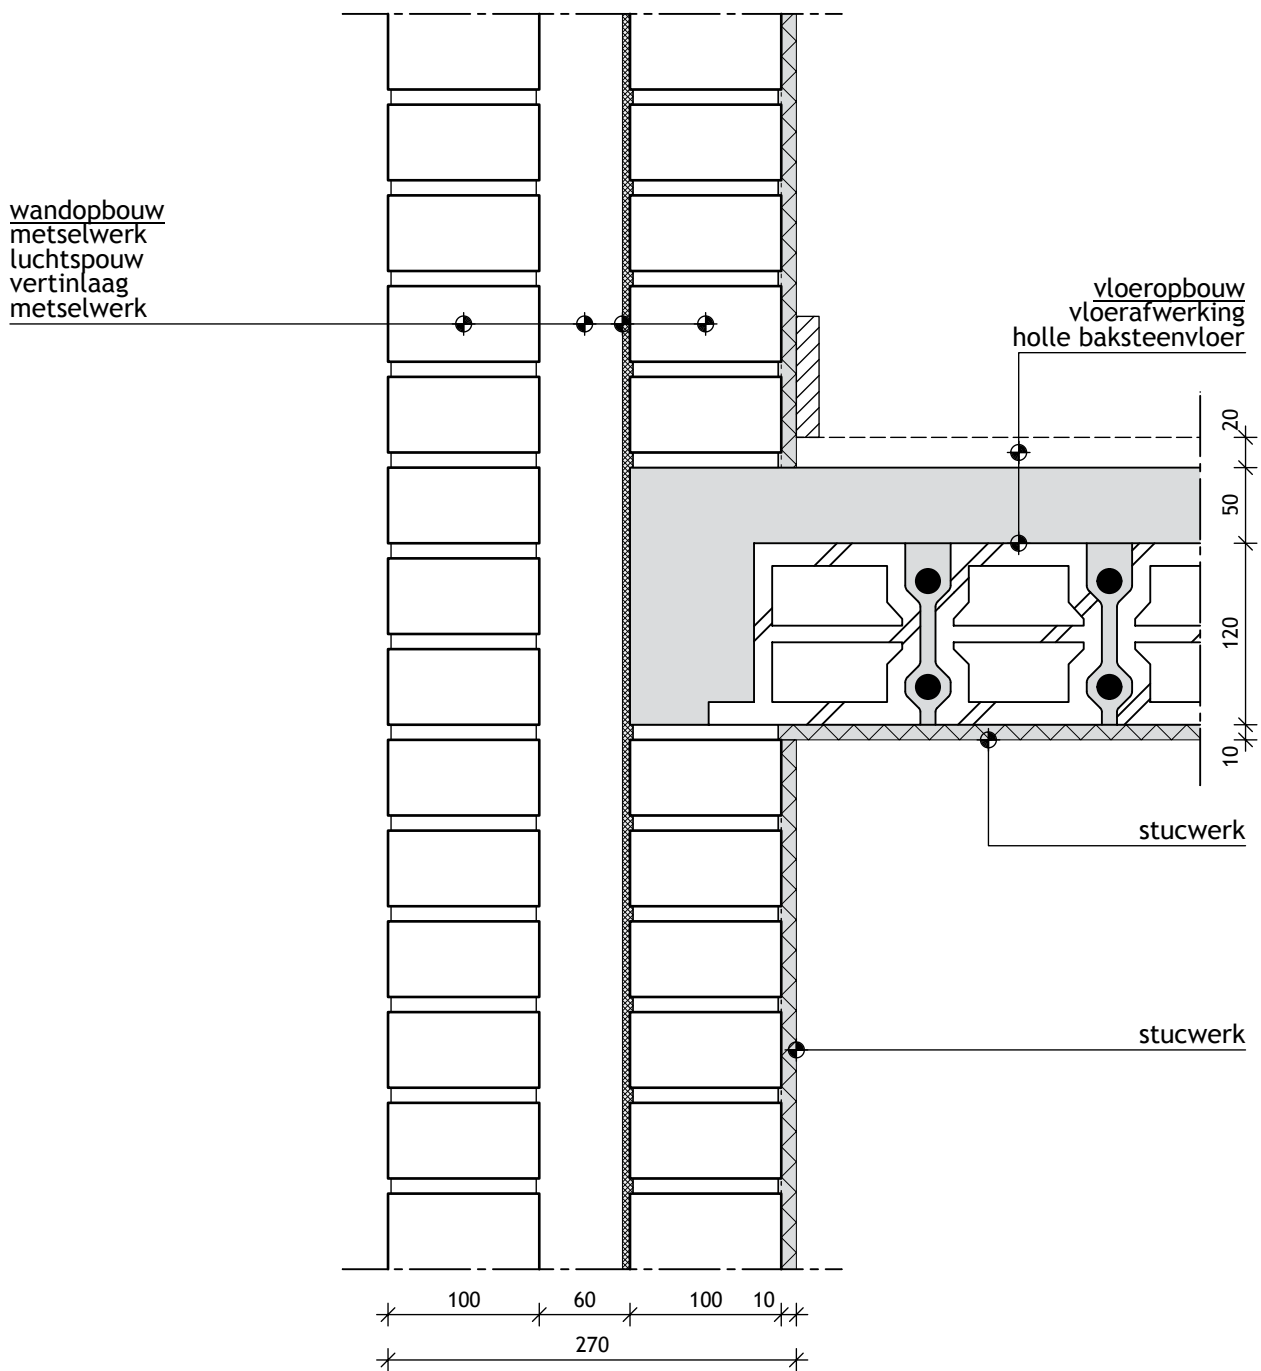 wandopbouw
metselwerk
luchtspouw
vertinlaag
metselwerk
vloeropbouw
vloerafwerking
holle baksteenvloer
20
50
120
10
stucwerk
stucwerk
100
60
100
10
270